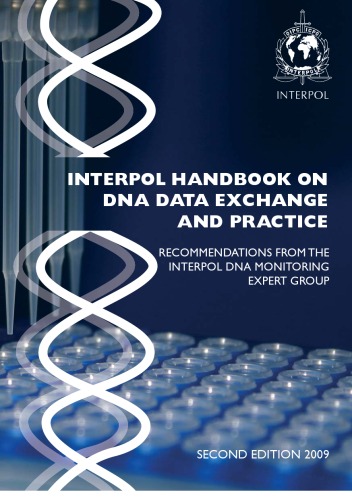 INTERPOL
INTERPOL
INTERPOL HANDBOOK ON
DNA DATA EXCHANGE
AND PRACTICE
RECOMMENDATIONS FROM THE
INTERPOL DNA MONITORING
EXPERT GROUP
SECOND EDITION 2009